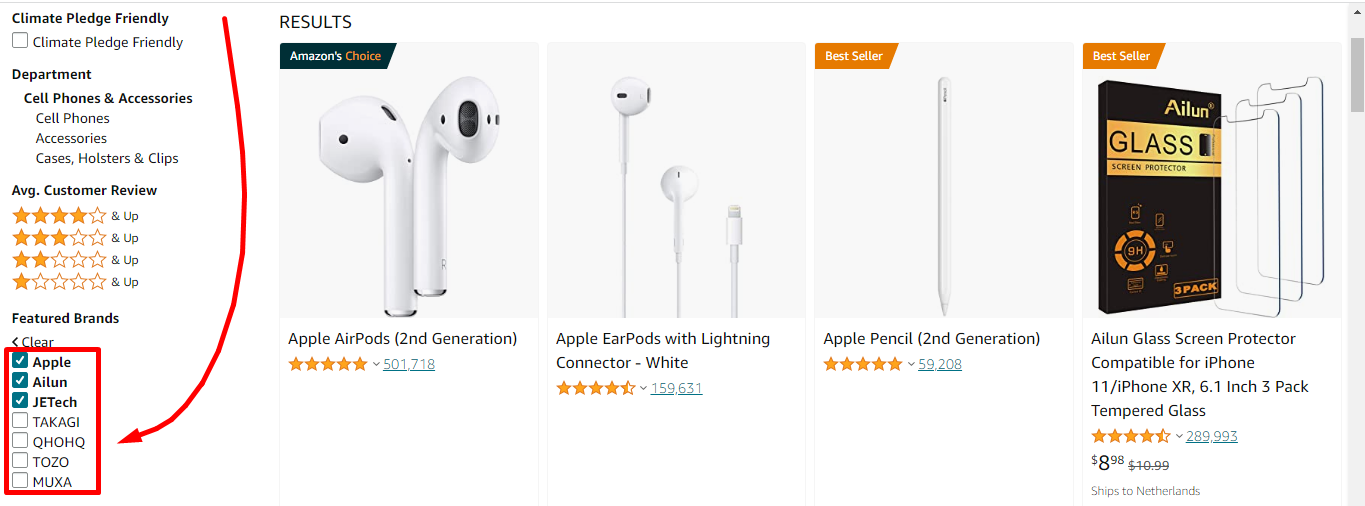 Climate Pledge Friendly
Climate Pledge Friendly
Department
Cell Phones & Accessories
Cell Phones
Accessories
Cases, Holsters & Clips
Avg. Customer Review
& Up
& Up
& Up
& Up
Featured Brands
Clear
Apple
Ailun
JETech
TAKAGI
QHOHQ
TOZO
MUXA
RESULTS
Amazon's Choice
R
Apple AirPods (2nd Generation)
501,718
Apple EarPods with Lightning
Connector - White
159,631
Best Seller
Apple Pencil (2nd Generation)
59,208
Best Seller
Ailun®
GLASS
SCREEN PROTECTOR
9H
3 PACK
Ailun Glass Screen Protector
Compatible for iPhone
11/iPhone XR, 6.1 Inch 3 Pack
Tempered Glass
289,993
$898 $10.99
Ships to Netherlands